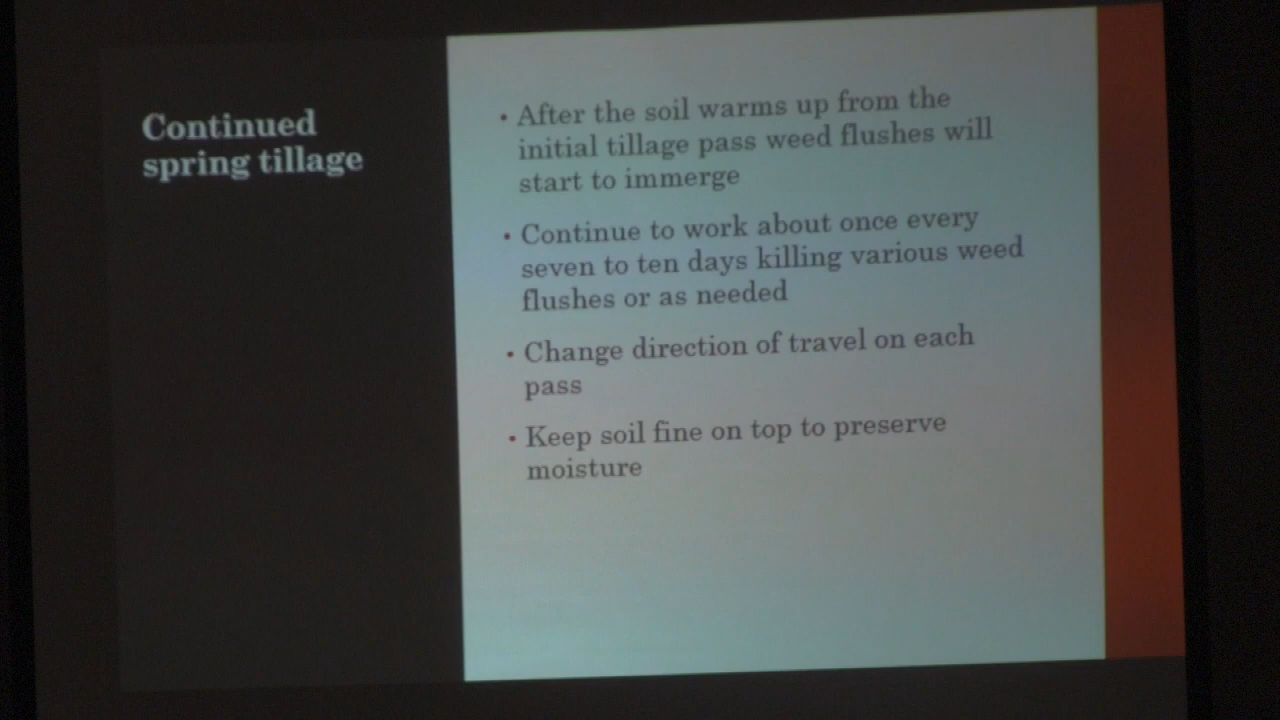 Continued
spring tillage
• After the soil warms up from the
initial tillage pass weed flushes will
start to immerge
• Continue to work about once every
seven to ten days killing various weed
flushes or as needed
• Change direction of travel on each
pass
• Keep soil fine on top to preserve
moisture